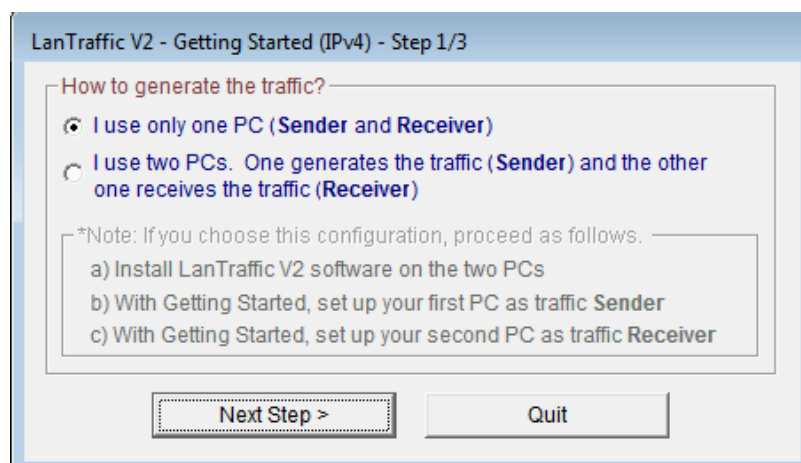 LanTraffic V2 - Getting Started (IPv4) - Step 1/3
How to generate the traffic?
I use only one PC (Sender and Receiver)
I use two PCs. One generates the traffic (Sender) and the other
one receives the traffic (Receiver)
*Note: If you choose this configuration, proceed as follows.
a) Install LanTraffic V2 software on the two PCs
b) With Getting Started, set up your first PC as traffic Sender
c) With Getting Started, set up your second PC as traffic Receiver
Next Step >
Quit